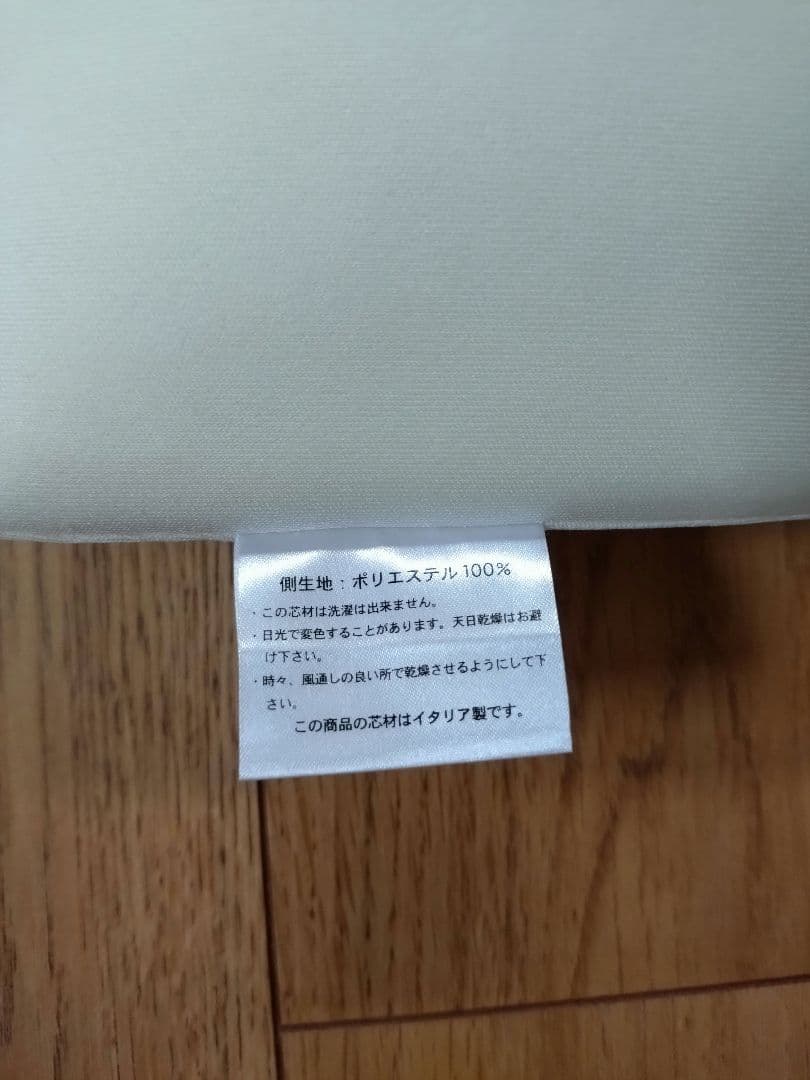 側生地：ポリエステル100%
・この芯材は洗濯は出来ません。
・日光で変色することがあります。天日乾燥はお避
け下さい。
・時々、風通しの良い所で乾燥させるようにして下
さい。
この商品の芯材はイタリア製です。